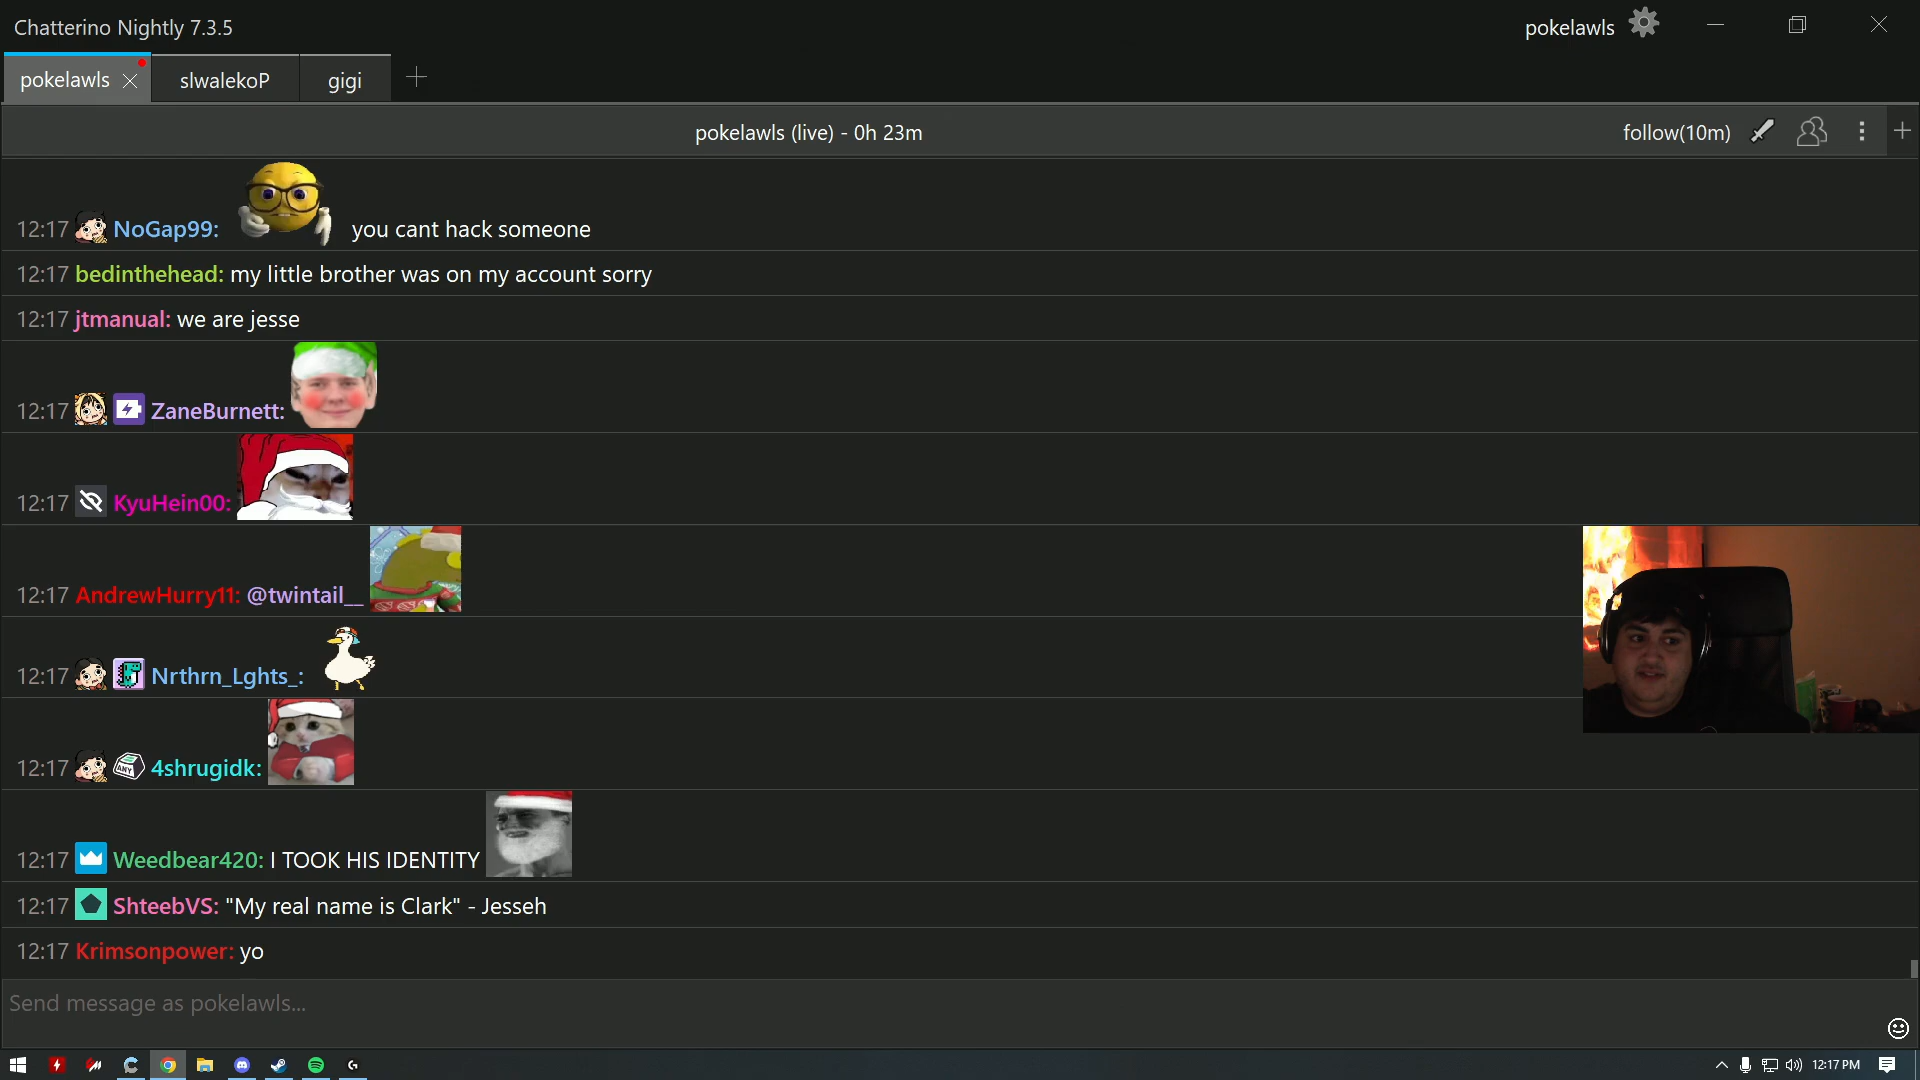 Chatterino Nightly 7.3.5
pokelawls
pokelawls
slwalekoP
gigi
pokelawls (live) - 0h 23m
follow(10m)
12:17 NoGap99: you cant hack someone
12:17 bedinthehead: my little brother was on my account sorry
12:17 jtmanual: we are jesse
12:17 ZaneBurnett:
12:17 KyuHein00:
12:17 AndrewHurry11: @twintail__
12:17 Nrthrn_Lghts_:
12:17 ANY 4shrugidk:
12:17 Weedbear420: I TOOK HIS IDENTITY
12:17 ShteebVS: "My real name is Clark" - Jesseh
12:17 Krimsonpower: yo
Send message as pokelawls...
12:17 PM